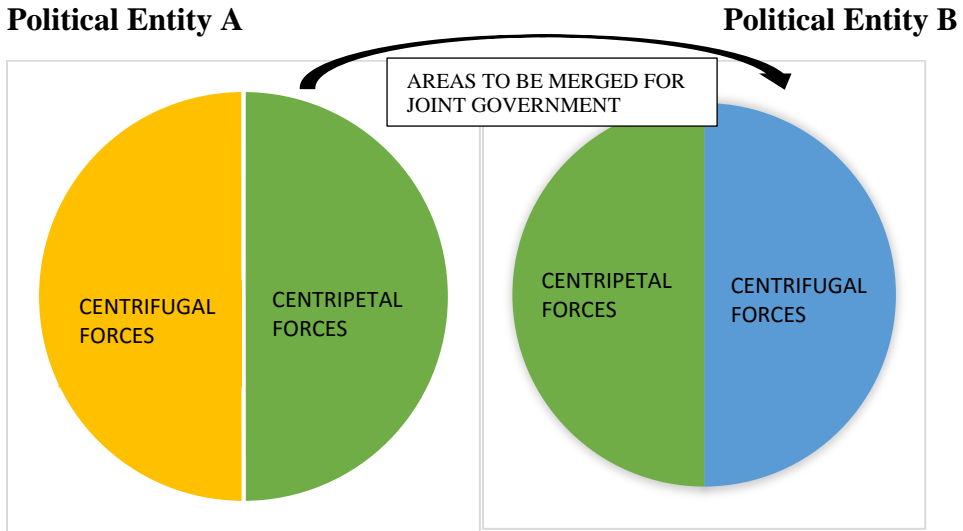 Political Entity A
Political Entity B
AREAS TO BE MERGED FOR
JOINT GOVERNMENT
CENTRIFUGAL
FORCES
CENTRIPETAL
FORCES
CENTRIPETAL
FORCES
CENTRIFUGAL
FORCES